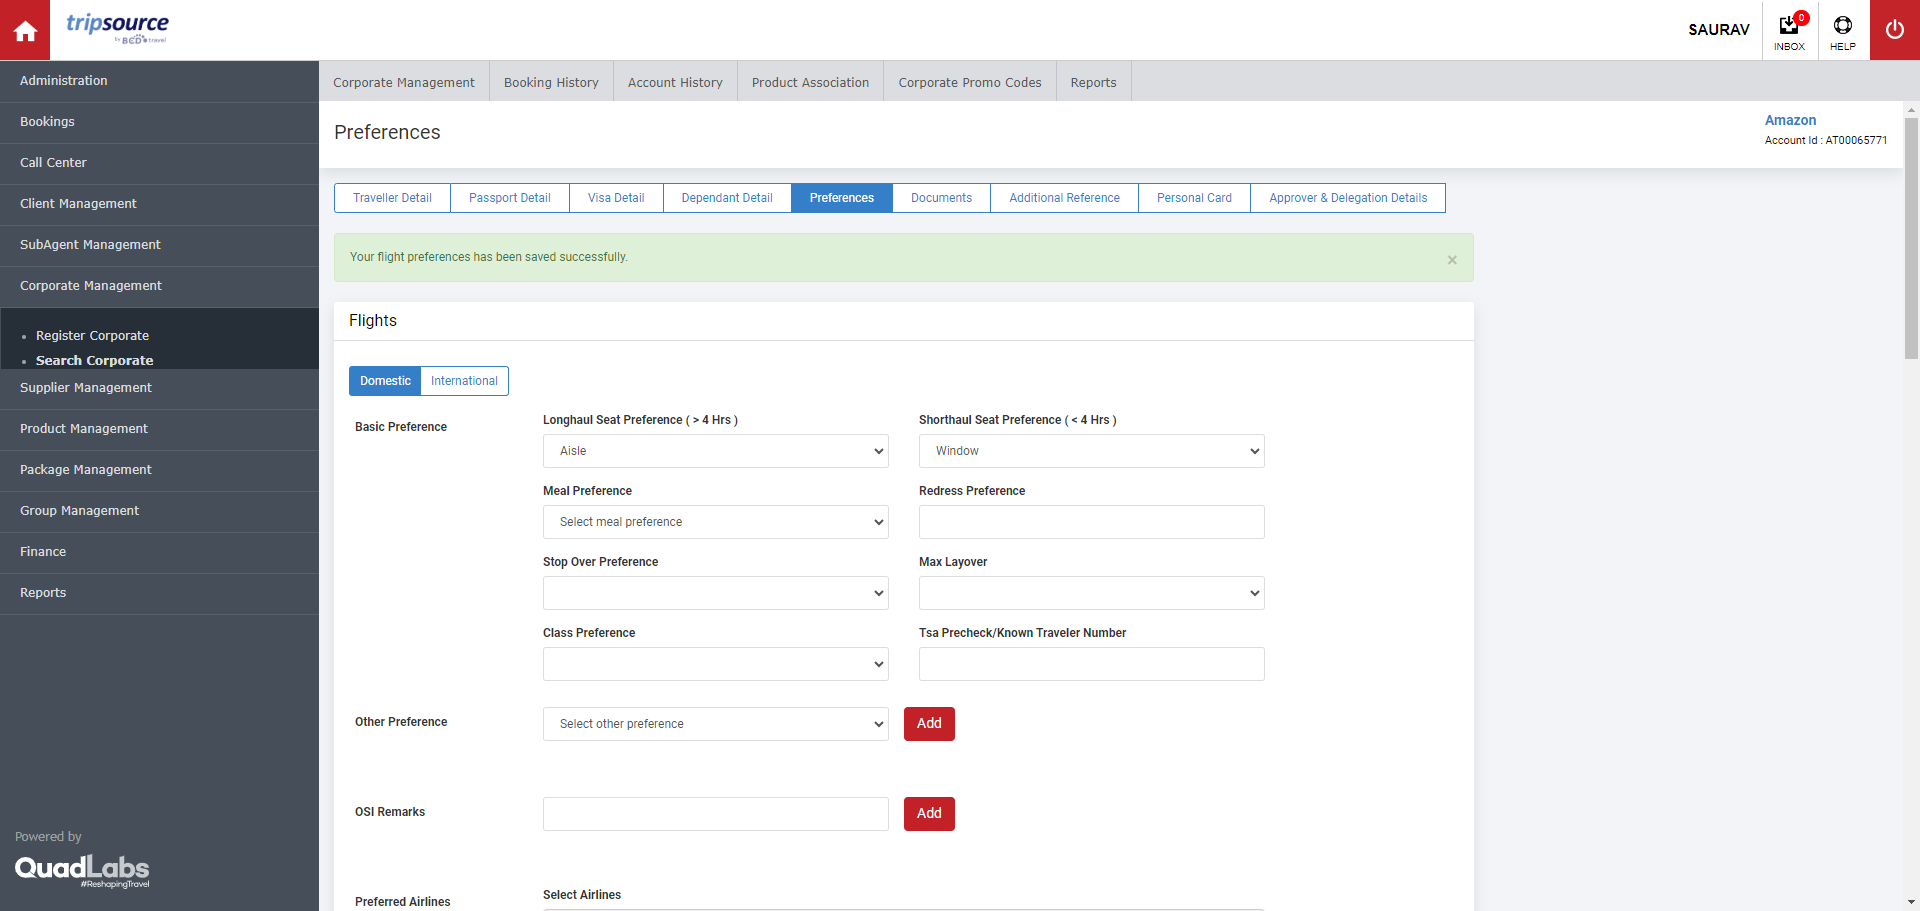 tripsource
by BCD travel
SAURAV
0
INBOX
HELP
Administration
Bookings
Call Center
Client Management
SubAgent Management
Corporate Management
Register Corporate
Search Corporate
Supplier Management
Product Management
Package Management
Group Management
Finance
Reports
Powered by
QuadLabs
#ReshapingTravel
Corporate Management Booking History Account History Product Association Corporate Promo Codes Reports
Preferences
Amazon
Account Id : AT00065771
Traveller Detail Passport Detail Visa Detail Dependant Detail Preferences Documents Additional Reference Personal Card Approver & Delegation Details
Your flight preferences has been saved successfully.
×
Flights
Domestic International
Basic Preference
Longhaul Seat Preference ( > 4 Hrs ) Shorthaul Seat Preference ( < 4 Hrs )
Aisle Window
Meal Preference Redress Preference
Select meal preference
Stop Over Preference Max Layover
Class Preference Tsa Precheck/Known Traveler Number
Other Preference Select other preference Add
OSI Remarks Add
Preferred Airlines Select Airlines